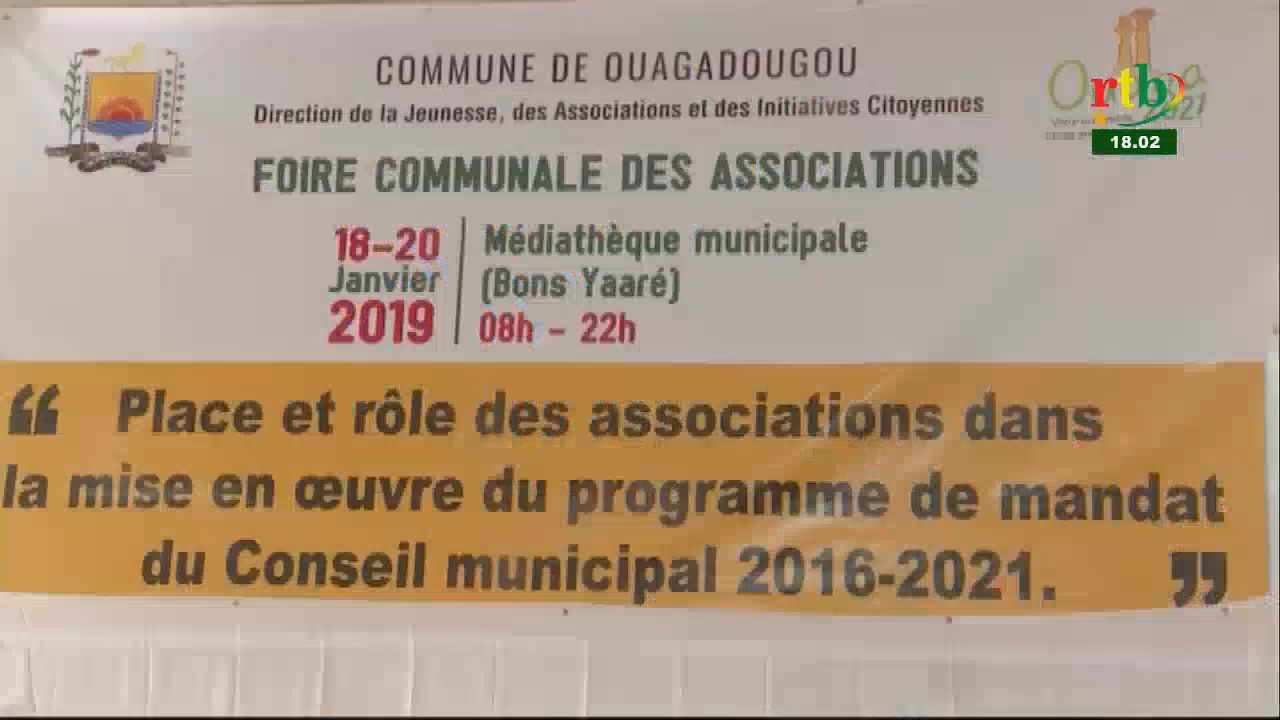 COMMUNE DE OUAGADOUGOU
Direction de la Jeunesse, des Associations et des Initiatives Citoyennes
rtb
2021
18.02
FOIRE COMMUNALE DES ASSOCIATIONS
18-20
Janvier
2019
Médiathèque municipale
(Bons Yaaré)
08h - 22h
“ Place et rôle des associations dans
la mise en œuvre du programme de mandat
du Conseil municipal 2016-2021. ”